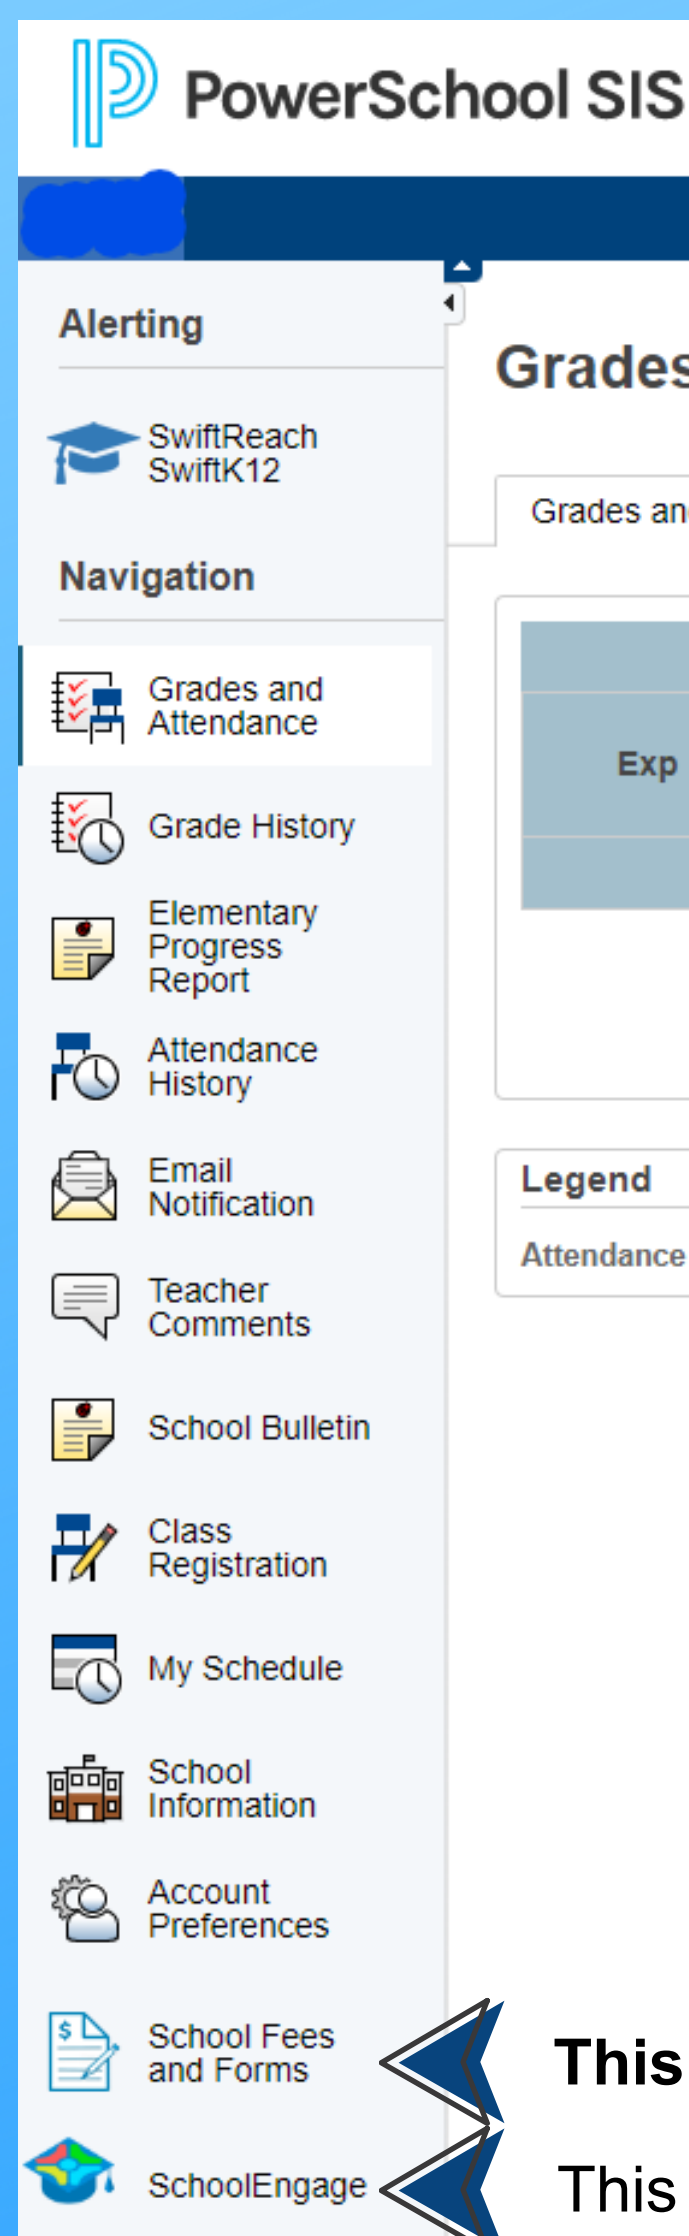 PowerSchool SIS
Alerting
SwiftReach
SwiftK12
Navigation
Grades and
Attendance
Grade History
Elementary
Progress
Report
Attendance
History
Email
Notification
Teacher
Comments
School Bulletin
Class
Registration
My Schedule
School
Information
Account
Preferences
School Fees
and Forms
SchoolEngage
Grades
Grades an
Exp
Legend
Attendance
This
This